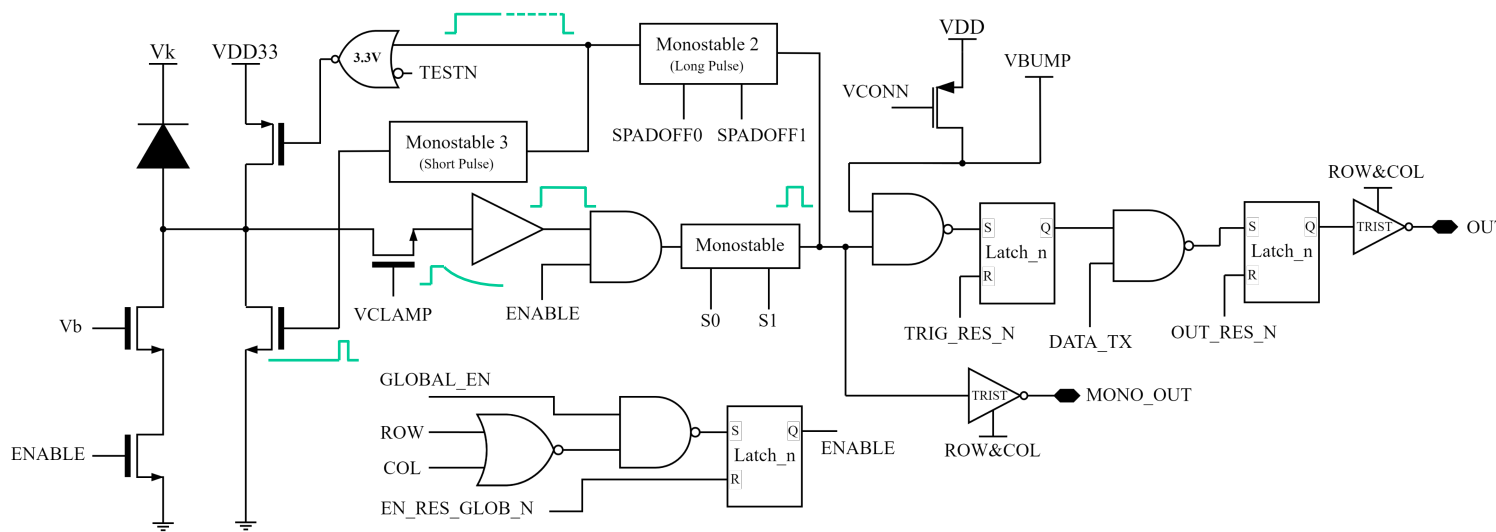 Vk
VDD33
3.3V
TESTN
Monostable 2
(Long Pulse)
SPADOFF0
SPADOFF1
Monostable 3
(Short Pulse)
VDD
VCONN
VBUMP
ROW&COL
TRIST
OUT
Monostable
S0
S1
ENABLE
VCLAMP
S
Q
Latch_n
R
TRIG_RES_N
DATA_TX
S
Q
Latch_n
R
OUT_RES_N
Vb
ENABLE
GLOBAL_EN
ROW
COL
EN_RES_GLOB_N
S
Q
Latch_n
R
ENABLE
TRIST
MONO_OUT
ROW&COL